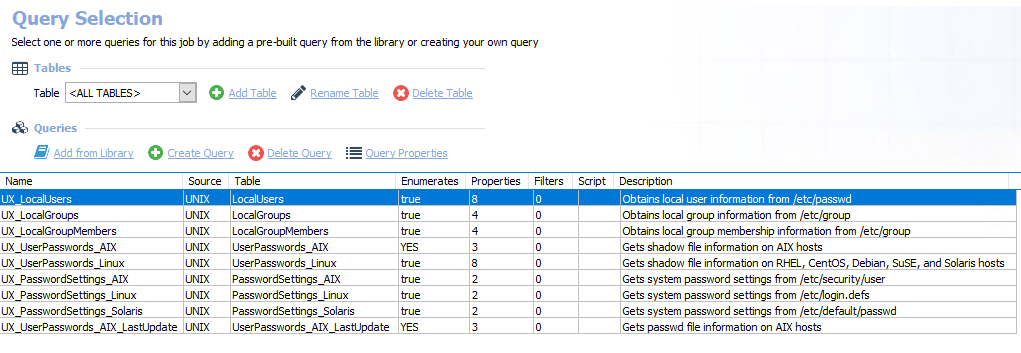 Query Selection
Select one or more queries for this job by adding a pre-built query from the library or creating your own query
Tables
Table <ALL TABLES> Add Table Rename Table Delete Table
Queries
Add from Library Create Query Delete Query Query Properties
Name Source Table Enumerates Properties Filters Script Description
UX_LocalUsers UNIX LocalUsers true 8 0 Obtains local user information from /etc/passwd
UX_LocalGroups UNIX LocalGroups true 4 0 Obtains local group information from /etc/group
UX_LocalGroupMembers UNIX LocalGroupMembers true 4 0 Obtains local group membership information from /etc/group
UX_UserPasswords_AIX UNIX UserPasswords_AIX YES 3 0 Gets shadow file information on AIX hosts
UX_UserPasswords_Linux UNIX UserPasswords_Linux true 8 0 Gets shadow file information on RHEL, CentOS, Debian, SuSE, and Solaris hosts
UX_PasswordSettings_AIX UNIX PasswordSettings_AIX true 2 0 Gets system password settings from /etc/security/user
UX_PasswordSettings_Linux UNIX PasswordSettings_Linux true 2 0 Gets system password settings from /etc/login.defs
UX_PasswordSettings_Solaris UNIX PasswordSettings_Solaris true 2 0 Gets system password settings from /etc/default/passwd
UX_UserPasswords_AIX_LastUpdate UNIX UserPasswords_AIX_LastUpdate YES 3 0 Gets passwd file information on AIX hosts